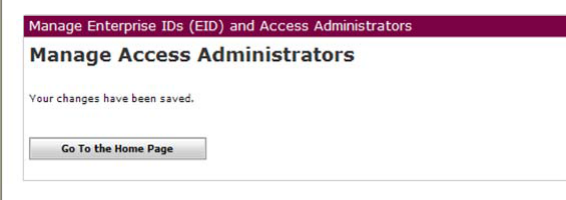 Manage Enterprise IDs (EID) and Access Administrators
Manage Access Administrators
Your changes have been saved.
Go To the Home Page